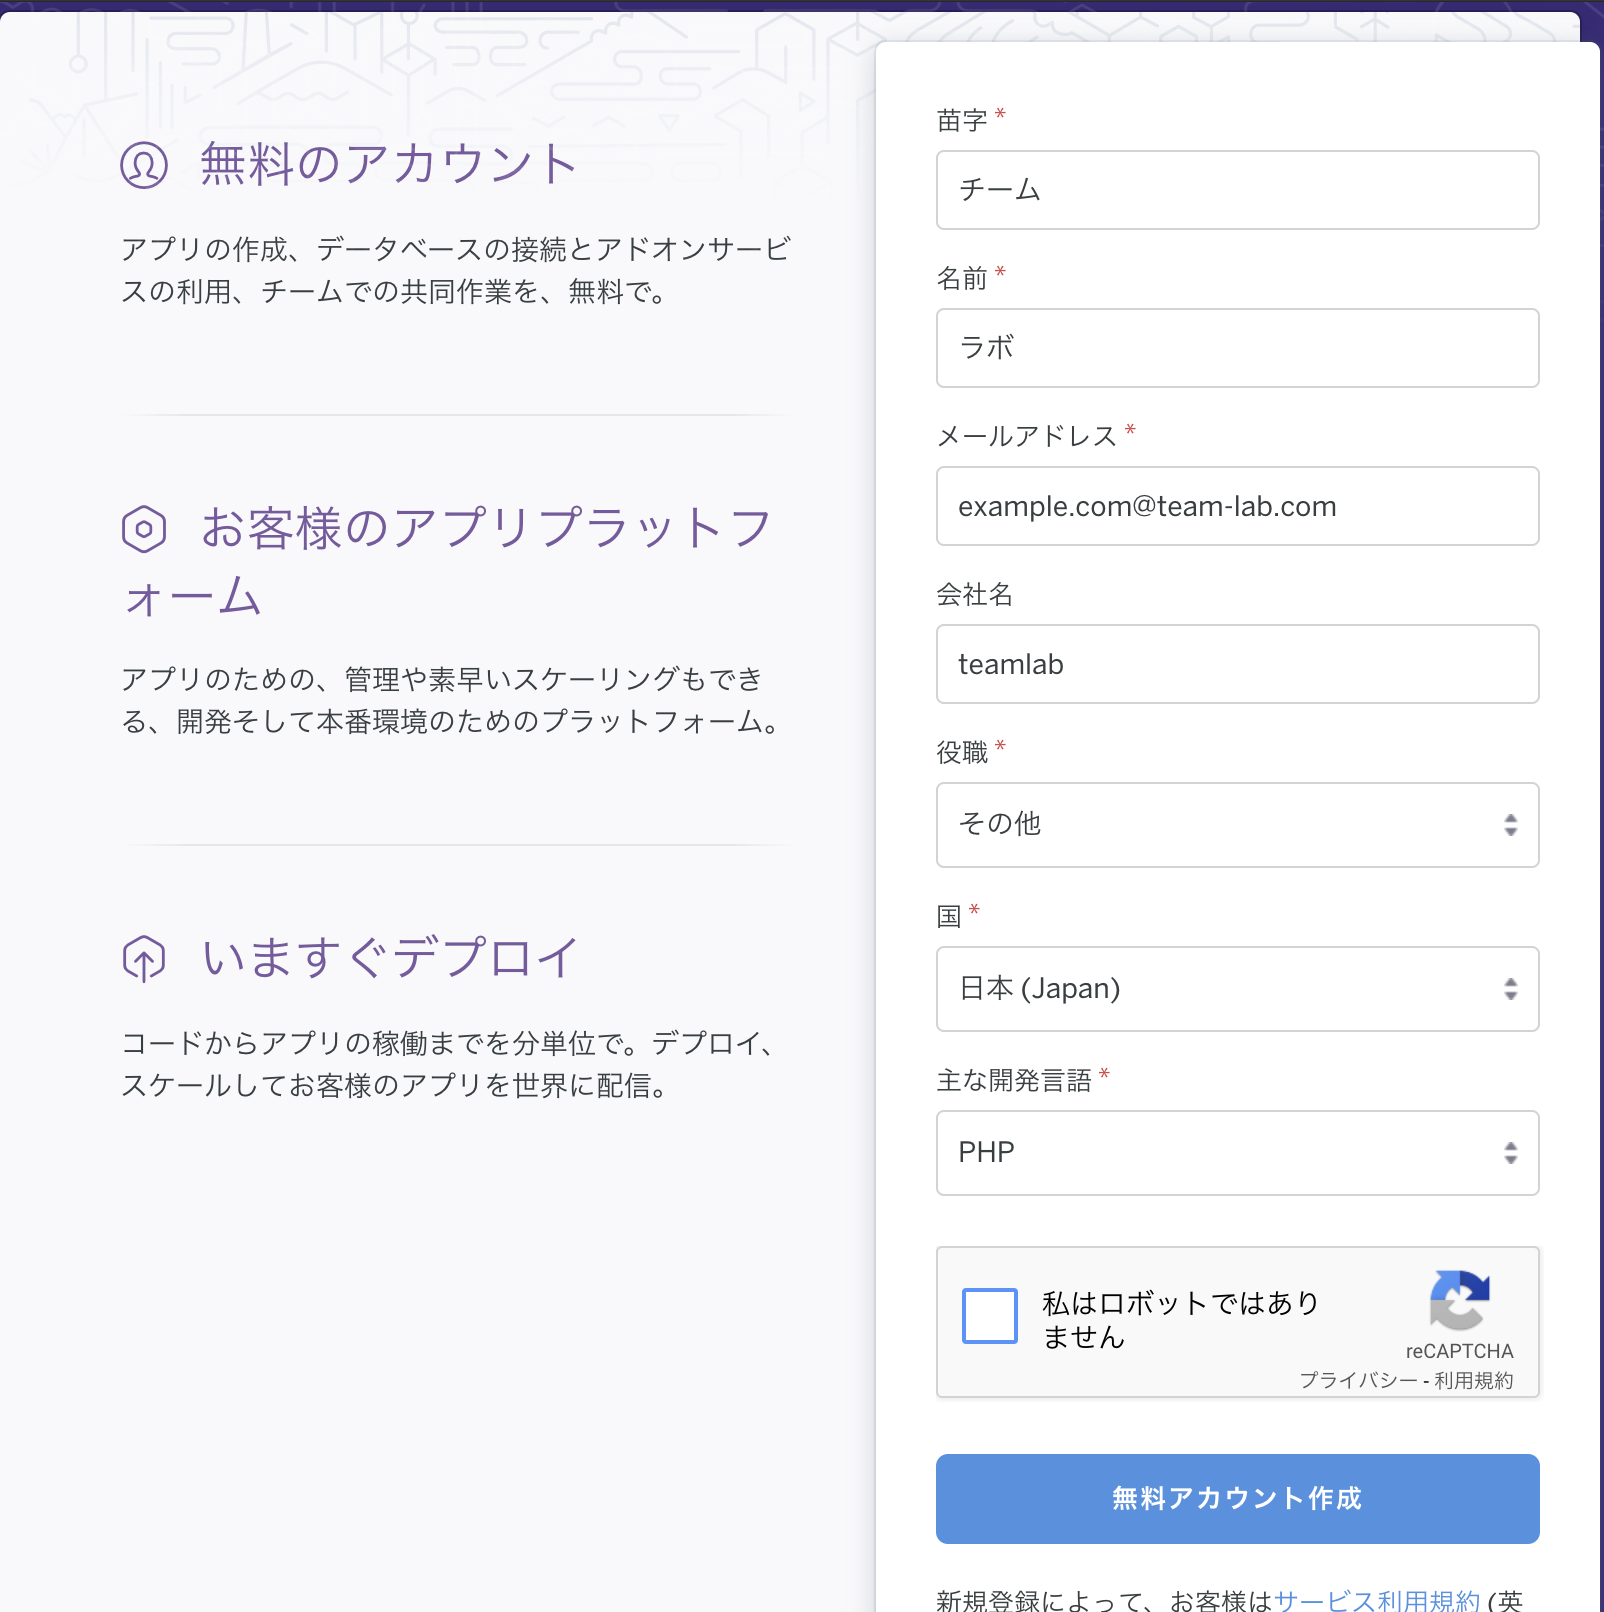 無料のアカウント
アプリの作成、データベースの接続とアドオンサービ
スの利用、チームでの共同作業を、無料で。
お客様のアプリプラットフ
ォーム
アプリのための、管理や素早いスケーリングもでき
る、開発そして本番環境のためのプラットフォーム。
いますぐデプロイ
コードからアプリの稼働までを分単位で。デプロイ、
スケールしてお客様のアプリを世界に配信。
苗字 *
チーム
名前 *
ラボ
メールアドレス *
example.com@team-lab.com
会社名
teamlab
役職 *
その他
国 *
日本 (Japan)
主な開発言語 *
PHP
私はロボットではあり
ません
reCAPTCHA
プライバシー - 利用規約
無料アカウント作成
新規登録によって、お客様はサービス利用規約 (英